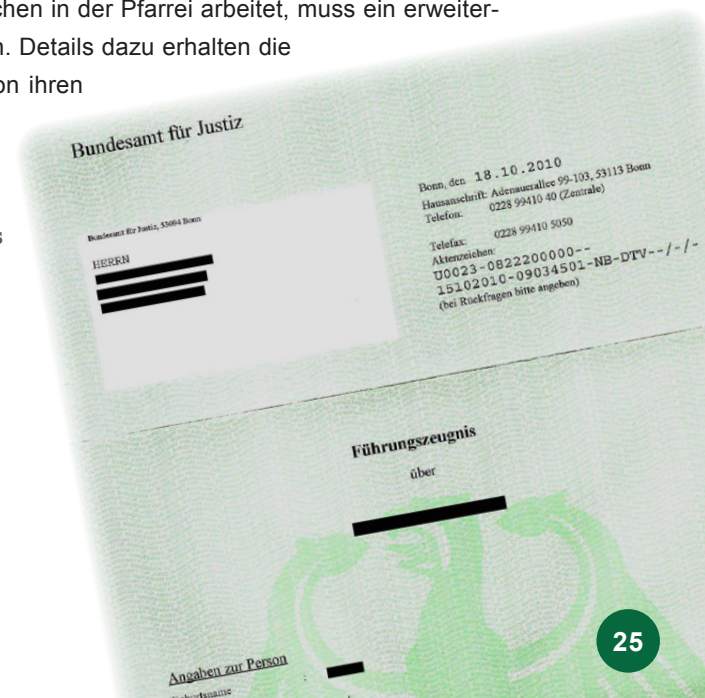 chen in der Pfarrei arbeitet, muss ein erweiter-
n. Details dazu erhalten die
on ihren
s
Bundesamt für Justiz
Bundesamt für Justiz, 53094 Bonn
HERRN
Bonn, den 18.10.2010
Hausanschrift: Adenauerallee 99-103, 53113 Bonn
Telefon: 0228 99410 40 (Zentrale)
Telefax: 0228 99410 5050
Aktenzeichen:
U0023-0822200000--
15102010-09034501-NB-DTV--/-/-
(bei Rückfragen bitte angeben)
Führungszeugnis
über
Angaben zur Person
:
25